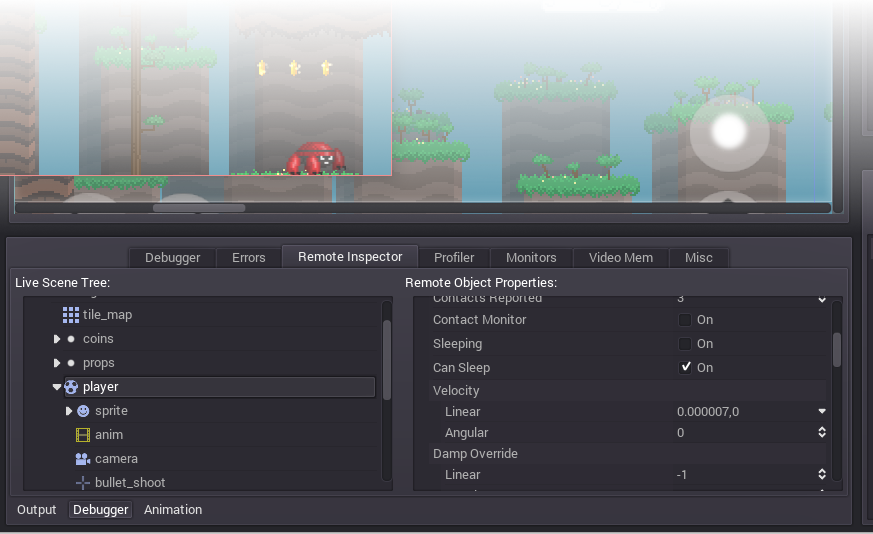 Debugger Errors Remote Inspector Profiler Monitors Video Mem Misc
Live Scene Tree:
tile_map
coins
props
player
sprite
anim
camera
bullet_shoot
Remote Object Properties:
Contacts Reported 3
Contact Monitor On
Sleeping On
Can Sleep On
Velocity
Linear 0.000007,0
Angular 0
Damp Override
Linear -1
Output Debugger Animation